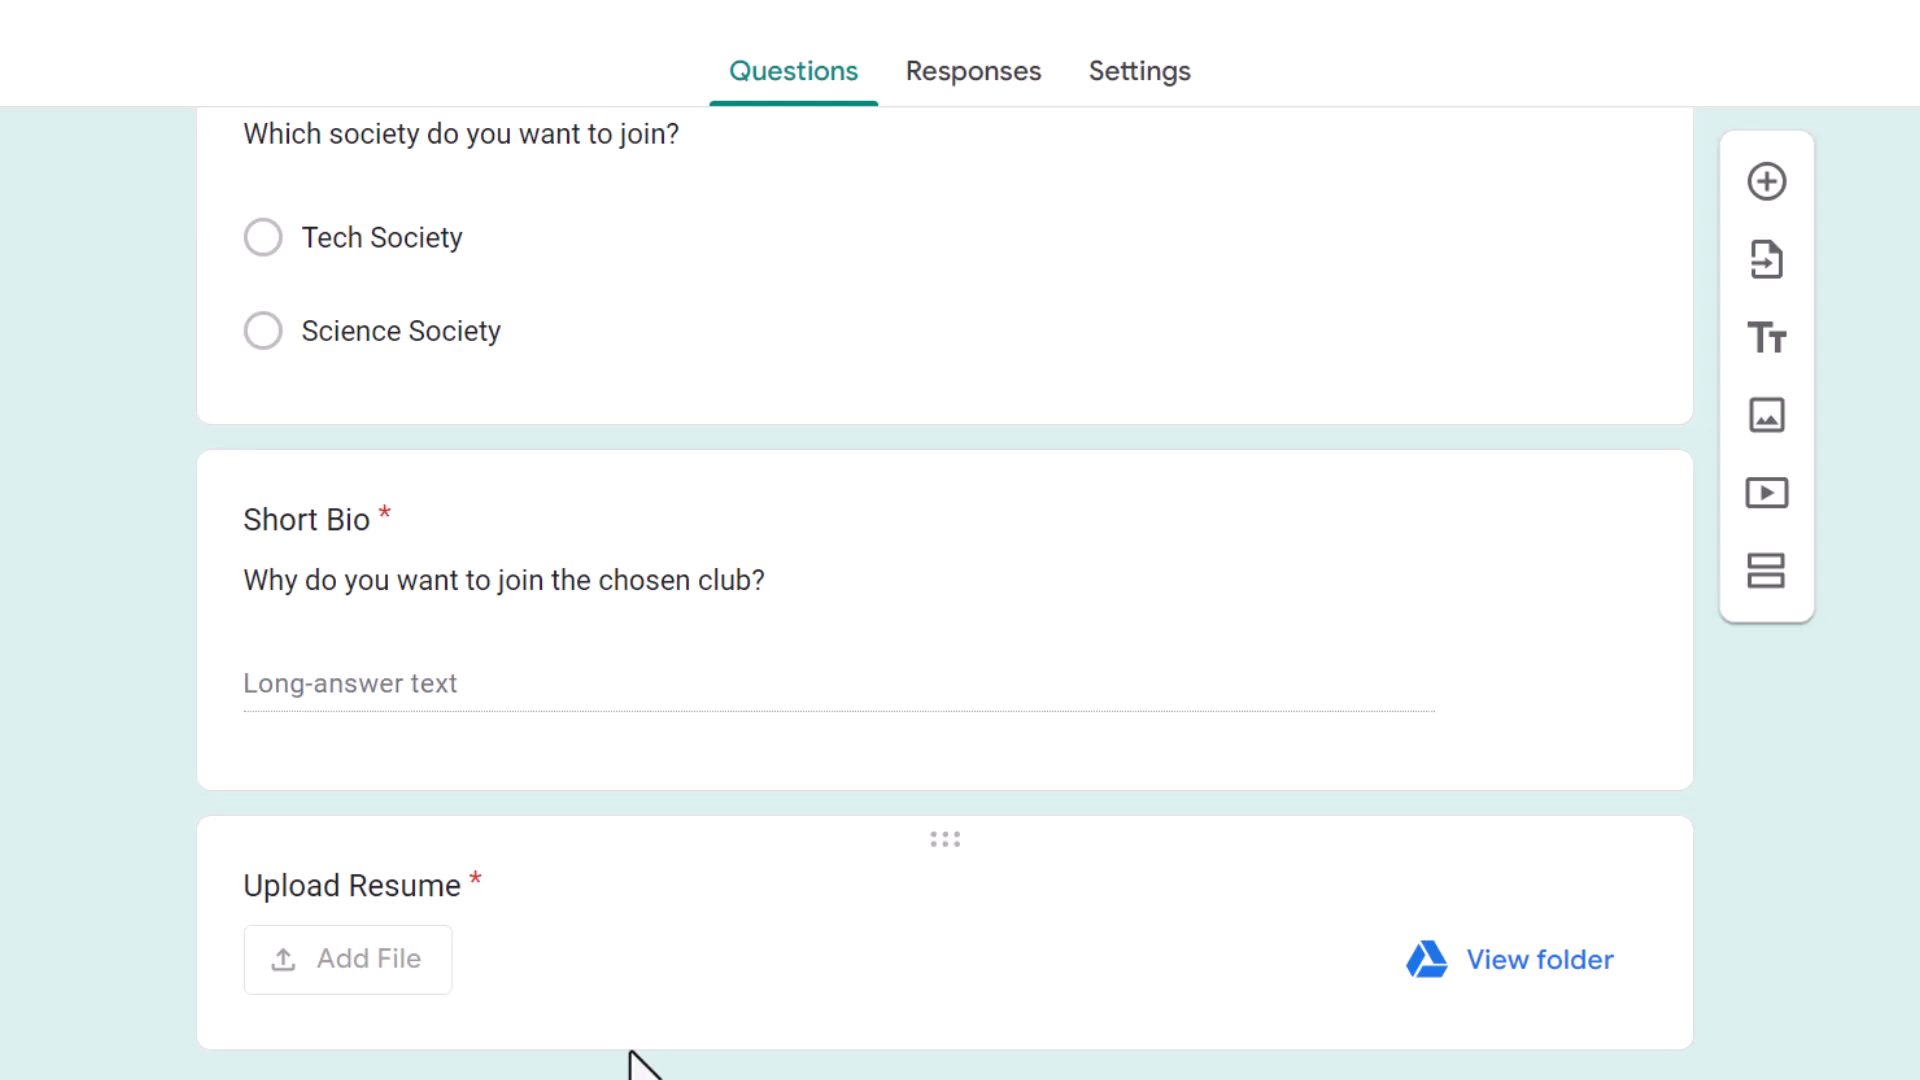 Questions Responses Settings
Which society do you want to join?
Tech Society
Science Society
Short Bio *
Why do you want to join the chosen club?
Long-answer text
Upload Resume *
Add File
View folder